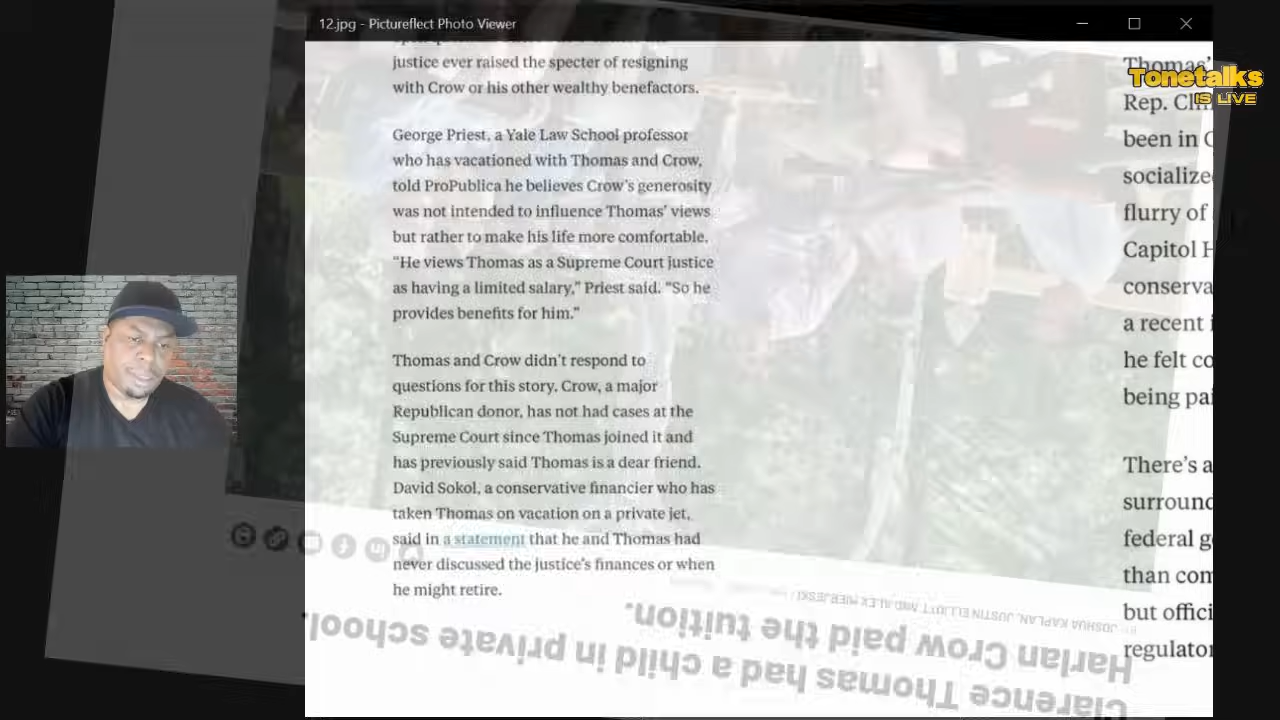 12.jpg - Pictureflect Photo Viewer
Tonetalks
IS LIVE
justice ever raised the specter of resigning
with Crow or his other wealthy benefactors.
George Priest, a Yale Law School professor
who has vacationed with Thomas and Crow,
told ProPublica he believes Crow's generosity
was not intended to influence Thomas' views
but rather to make his life more comfortable.
“He views Thomas as a Supreme Court justice
as having a limited salary,” Priest said. “So he
provides benefits for him.”
Thomas and Crow didn't respond to
questions for this story. Crow, a major
Republican donor, has not had cases at the
Supreme Court since Thomas joined it and
has previously said Thomas is a dear friend.
David Sokol, a conservative financier who has
taken Thomas on vacation on a private jet,
said in a statement that he and Thomas had
never discussed the justice's finances or when
he might retire.
Thomas'
Rep.
been in
socialize
flurry of
Capitol H
conserva
a recent
he felt co
being pai
There's a
surround
federal g
than com
but offici
regulator
Clarence Thomas had a child in private school.
Harlan Crow paid the tuition.
BY JOSHUA KAPLAN, JUSTIN ELLIOTT AND ALEX MIERJESKI